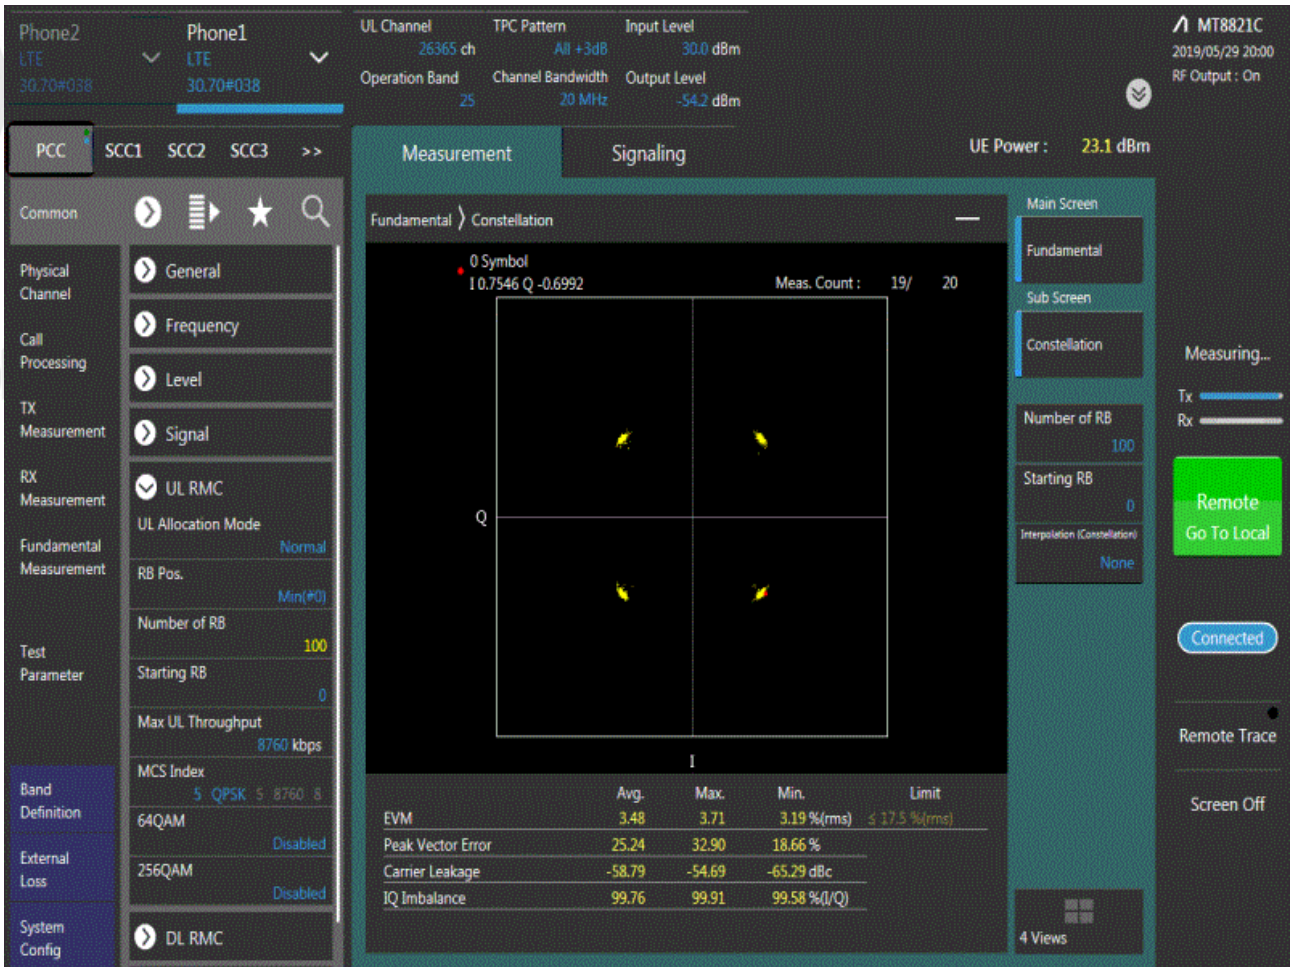 Phone2
LTE
30.70#038
Phone1
LTE
30.70#038
UL Channel
26365 ch
TPC Pattern
All +3dB
Input Level
30.0 dBm
Operation Band
25
Channel Bandwidth
20 MHz
Output Level
-54.2 dBm
MT8821C
2019/05/29 20:00
RF Output : On
PCC SCC1 SCC2 SCC3 >>
Measurement
Signaling
UE Power : 23.1 dBm
Common
Physical
Channel
Call
Processing
TX
Measurement
RX
Measurement
Fundamental
Measurement
Test
Parameter
Band
Definition
External
Loss
System
Config
General
Frequency
Level
Signal
UL RMC
UL Allocation Mode
Normal
RB Pos.
Min(#0)
Number of RB
100
Starting RB
0
Max UL Throughput
8760 kbps
MCS Index
5 QPSK 5 8760 8
64QAM
Disabled
256QAM
Disabled
DL RMC
Fundamental 〉 Constellation
0 Symbol
I 0.7546 Q -0.6992
Meas. Count : 19/ 20
Q
I
Avg. Max. Min. Limit
EVM 3.48 3.71 3.19 %(rms) ≤ 17.5 %(rms)
Peak Vector Error 25.24 32.90 18.66 %
Carrier Leakage -58.79 -54.69 -65.29 dBc
IQ Imbalance 99.76 99.91 99.58 %(I/Q)
Main Screen
Fundamental
Sub Screen
Constellation
Number of RB
100
Starting RB
0
Interpolation (Constellation)
None
4 Views
Measuring...
Tx
Rx
Remote
Go To Local
Connected
Remote Trace
Screen Off